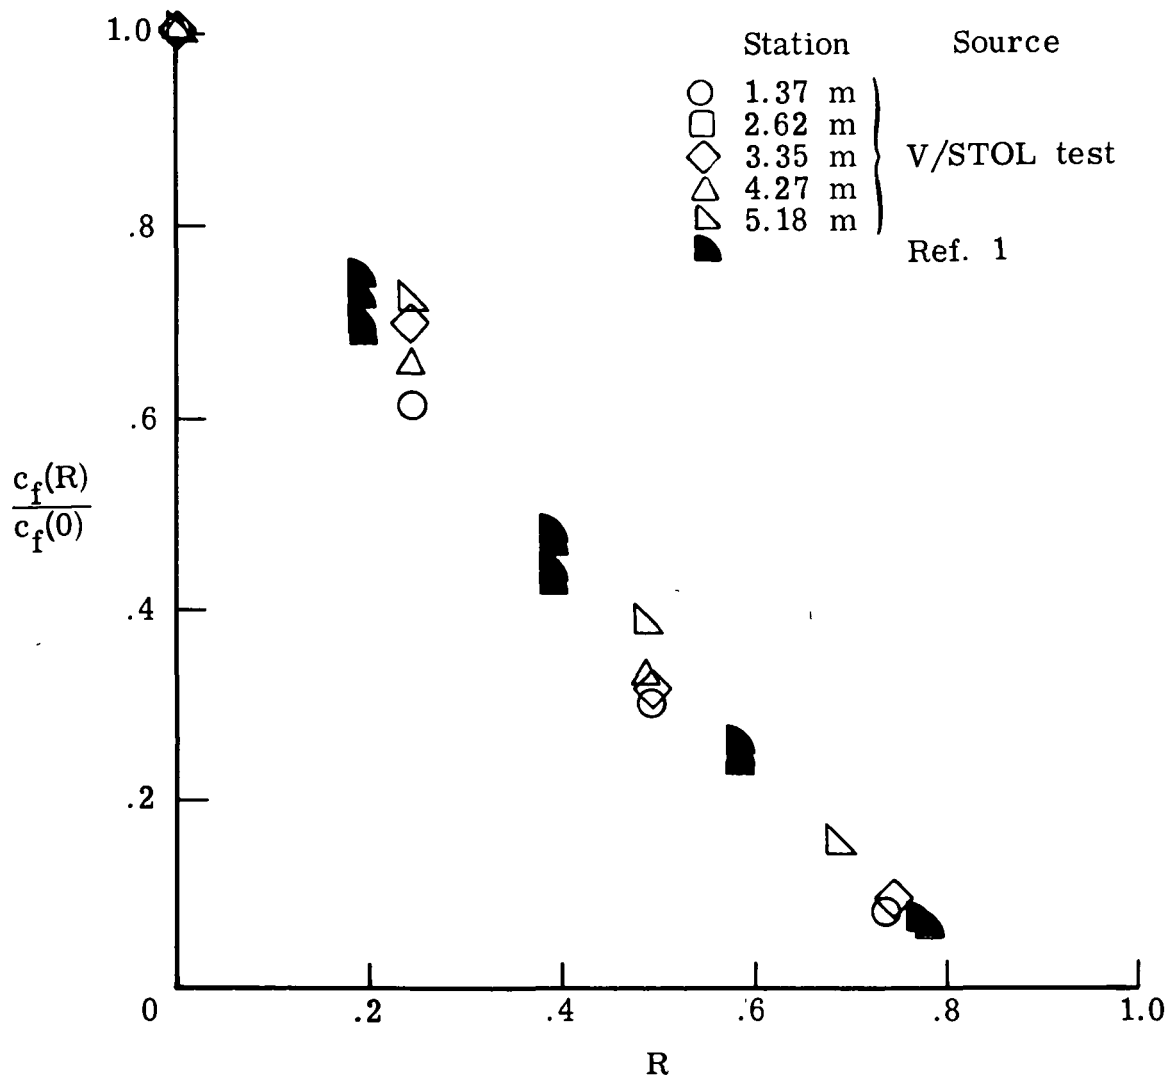 Station Source
1.37 m
2.62 m
3.35 m
4.27 m
5.18 m
V/STOL test
Ref. 1
1.0
.8
.6
.4
.2
0
c_f(R)
c_f(0)
.2
.4
.6
.8
1.0
R